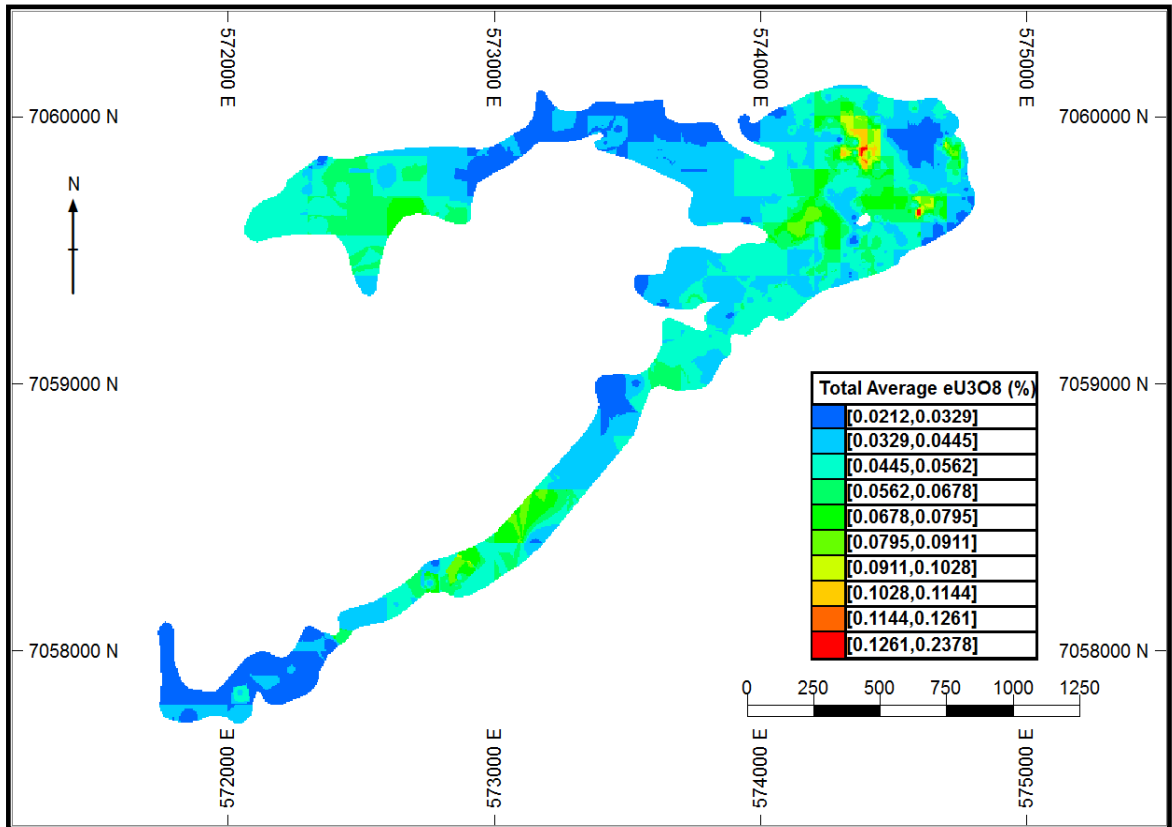 572000 E
573000 E
574000 E
575000 E
7060000 N
7060000 N
N
7059000 N
7059000 N
Total Average eU3O8 (%)
[0.0212,0.0329]
[0.0329,0.0445]
[0.0445,0.0562]
[0.0562,0.0678]
[0.0678,0.0795]
[0.0795,0.0911]
[0.0911,0.1028]
[0.1028,0.1144]
[0.1144,0.1261]
[0.1261,0.2378]
7058000 N
7058000 N
0 250 500 750 1000 1250
572000 E
573000 E
574000 E
575000 E